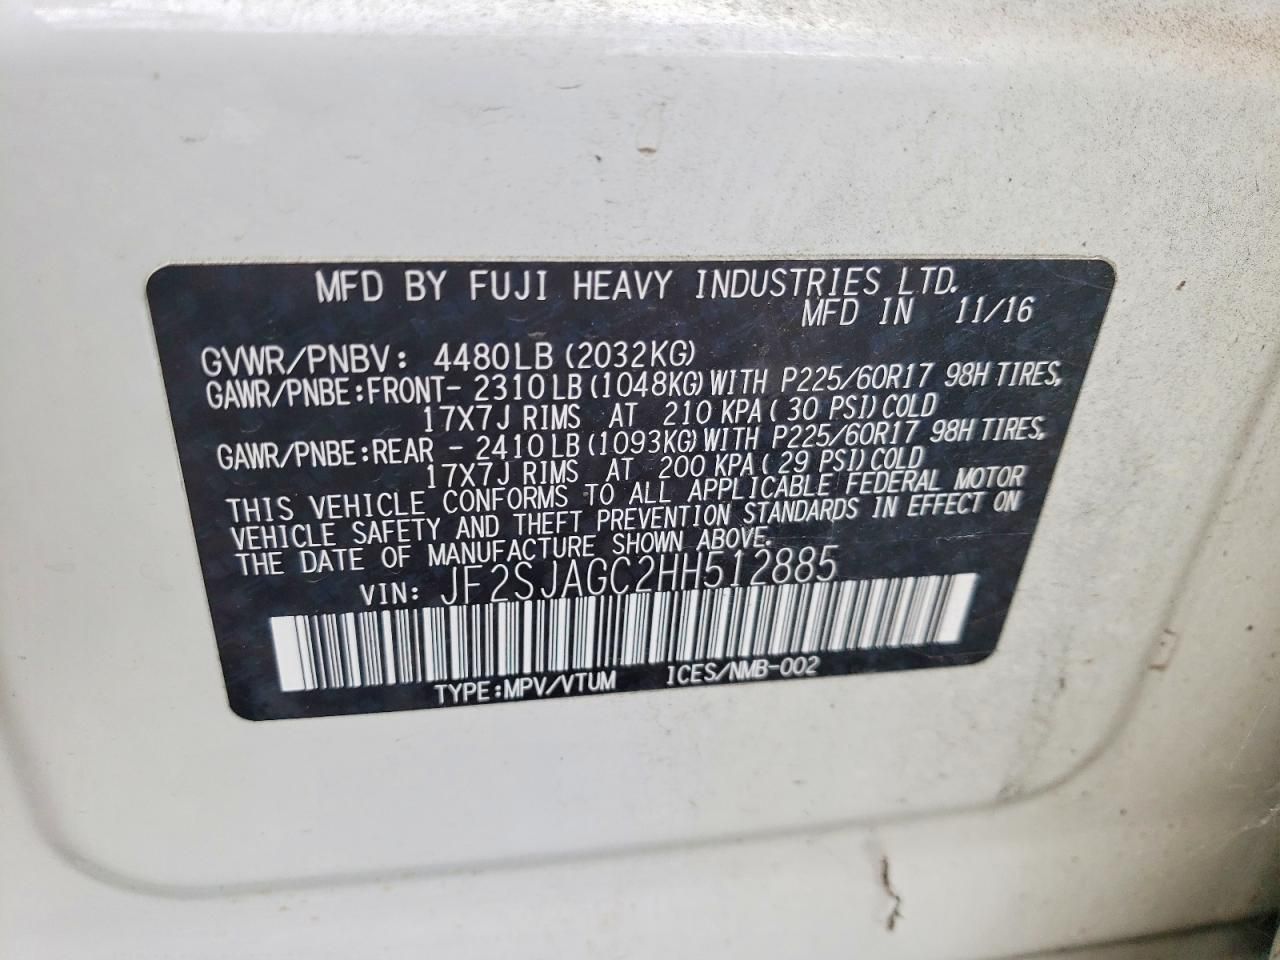 MFD BY FUJI HEAVY INDUSTRIES LTD.
MFD IN 11/16
GVWR/PNBV: 4480LB (2032KG)
GAWR/PNBE:FRONT- 2310LB (1048KG) WITH P225/60R17 98H TIRES,
17X7J RIMS AT 210 KPA ( 30 PSI) COLD
GAWR/PNBE:REAR - 2410LB (1093KG) WITH P225/60R17 98H TIRES,
17X7J RIMS AT 200 KPA ( 29 PSI) COLD
THIS VEHICLE CONFORMS TO ALL APPLICABLE FEDERAL MOTOR
VEHICLE SAFETY AND THEFT PREVENTION STANDARDS IN EFFECT ON
THE DATE OF MANUFACTURE SHOWN ABOVE.
VIN: JF2SJAGC2HH512885
TYPE:MPV/VTUM ICES/NMB-002